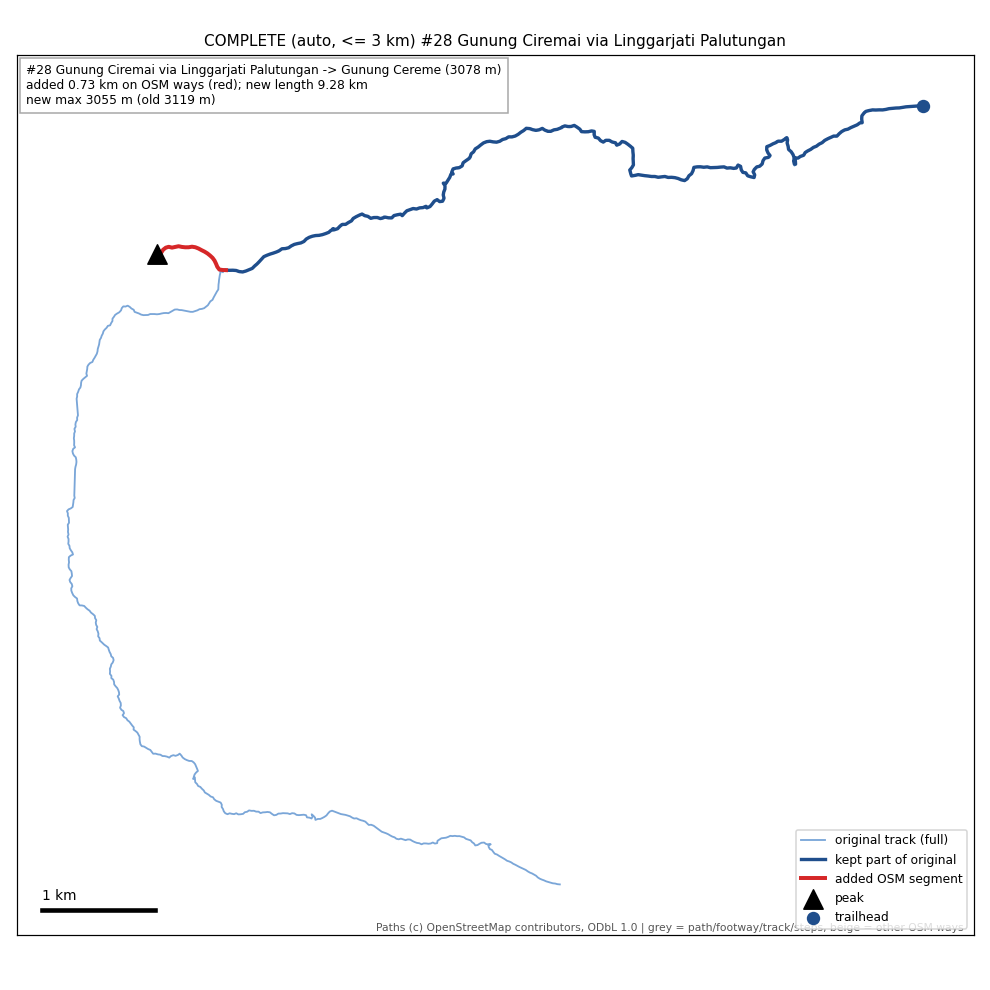 COMPLETE (auto, <= 3 km) #28 Gunung Ciremai via Linggarjati Palutungan
#28 Gunung Ciremai via Linggarjati Palutungan -> Gunung Cereme (3078 m)
added 0.73 km on OSM ways (red); new length 9.28 km
new max 3055 m (old 3119 m)
original track (full)
kept part of original
added OSM segment
peak
trailhead
1 km
Paths (c) OpenStreetMap contributors, ODbL 1.0 | grey = path/footway/track/steps, beige = other OSM ways